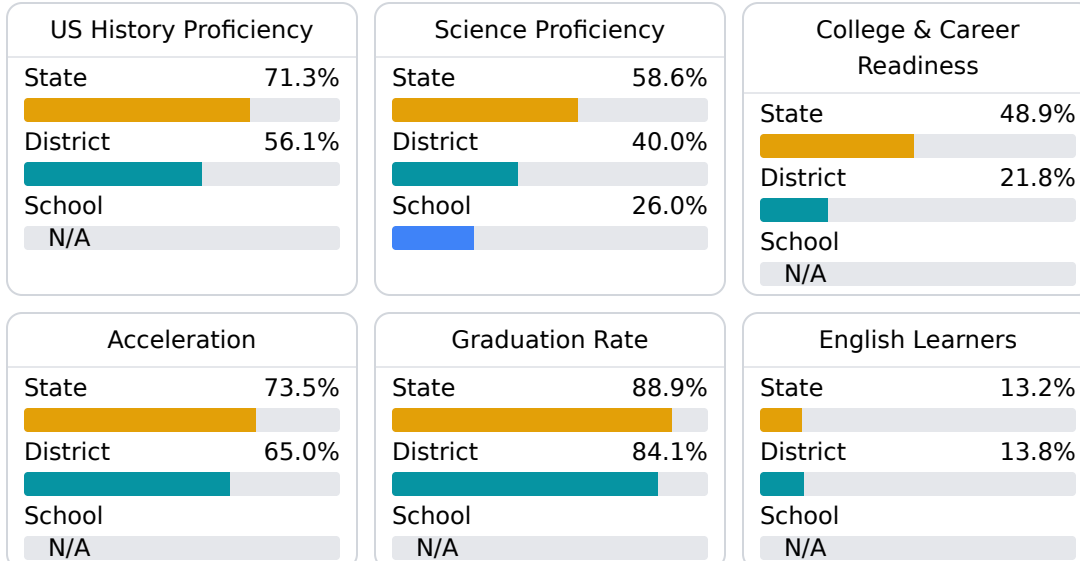 US History Proficiency
State 71.3%
District 56.1%
School
N/A
Science Proficiency
State 58.6%
District 40.0%
School 26.0%
College & Career
Readiness
State 48.9%
District 21.8%
School
N/A
Acceleration
State 73.5%
District 65.0%
School
N/A
Graduation Rate
State 88.9%
District 84.1%
School
N/A
English Learners
State 13.2%
District 13.8%
School
N/A